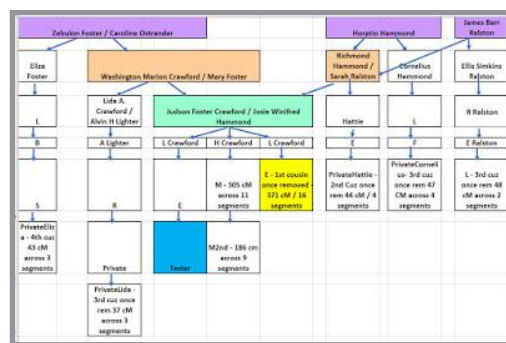 Zebulon Foster / Caroline Ostrander
Horatio Hammond
James Barr
Ralston
Eliza
Foster
Washington Marion Crawford / Mary Foster
Richmond
Hammond /
Sarah Ralston
Cornelius
Hammond
Ellis Simkins
Ralston
L
Lida A.
Crawford /
Alvin H Lighter
Judson Foster Crawford / Josie Winifred
Hammond
Hattie
L
R Ralston
B
A Lighter
L Crawford
H Crawford
L Crawford
E
F
E Ralston
S
R
E
M - 305 cM
across 11
segments
E - 1st cousin
once removed -
371 cM / 16
segments
PrivateHattie -
2nd Cuz once
rem 44 cM / 4
segments
PrivateCorneli
us- 3rd cuz
once rem 47
CM across 4
segments
L - 3rd cuz
once rem 48
cM across 2
segments
PrivateEliz
a - 4th cuz
43 cM
across 3
segments
Private
Tester
M2nd - 186 cm
across 9
segments
PrivateLida -
3rd cuz once
rem 37 cM
across 3
segments